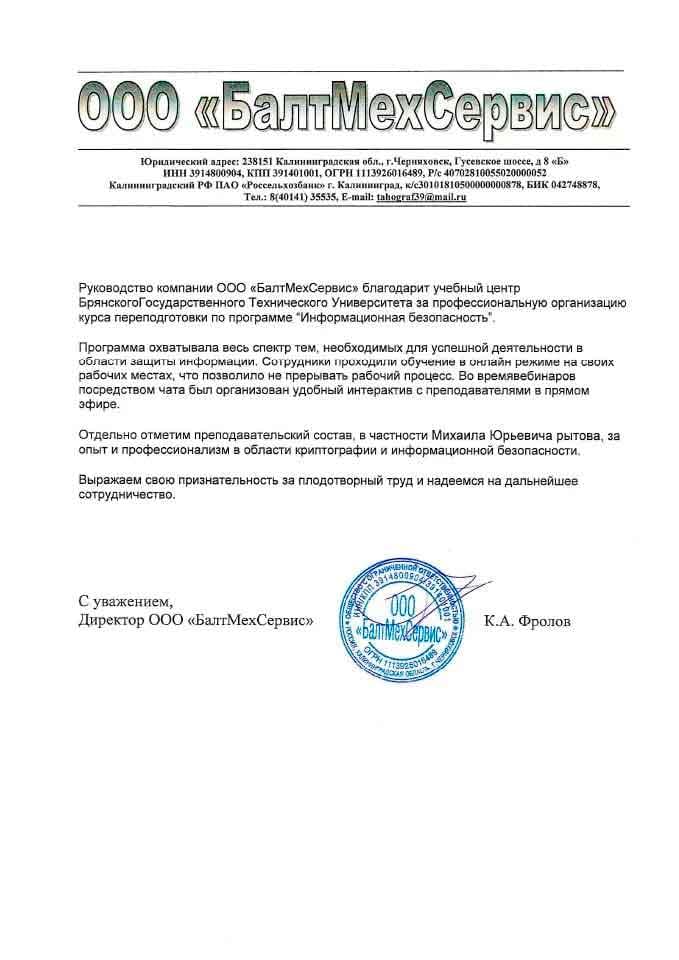 ООО «БалтМехСервис»
Юридический адрес: 238151 Калининградская обл., г.Черняховск, Гусевское шоссе, д 8 «Б»
ИНН 3914800904, КПП 391401001, ОГРН 1113926016489, Р/с 40702810055020000052
Калининградский РФ ПАО «Россельхозбанк» г. Калининград, к/с30101810500000000878, БИК 042748878,
Тел.: 8(40141) 35535, E-mail: tahograf39@mail.ru
Руководство компании ООО «БалтМехСервис» благодарит учебный центр
БрянскогоГосударственного Технического Университета за профессиональную организацию
курса переподготовки по программе “Информационная безопасность”.
Программа охватывала весь спектр тем, необходимых для успешной деятельности в
области защиты информации. Сотрудники проходили обучение в онлайн режиме на своих
рабочих местах, что позволило не прерывать рабочий процесс. Во времявебинаров
посредством чата был организован удобный интерактив с преподавателями в прямом
эфире.
Отдельно отметим преподавательский состав, в частности Михаила Юрьевича рытова, за
опыт и профессионализм в области криптографии и информационной безопасности.
Выражаем свою признательность за плодотворный труд и надеемся на дальнейшее
сотрудничество.
С уважением,
Директор ООО «БалтМехСервис»
К.А. Фролов
ОБЩЕСТВО С ОГРАНИЧЕННОЙ ОТВЕТСТВЕННОСТЬЮ
ИНН/КПП 3914800904/391401001
ООО
«БалтМехСервис»
ОГРН 1113926016489
РОССИЯ, КАЛИНИНГРАДСКАЯ ОБЛАСТЬ, Г.ЧЕРНЯХОВСК